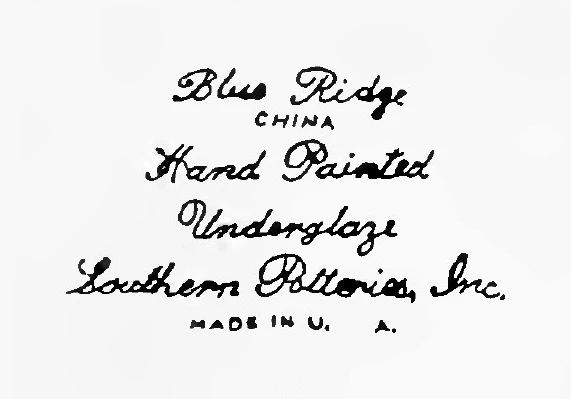 Blue Ridge
CHINA
Hand Painted
Underglaze
Southern Potteries, Inc.
MADE IN U. A.